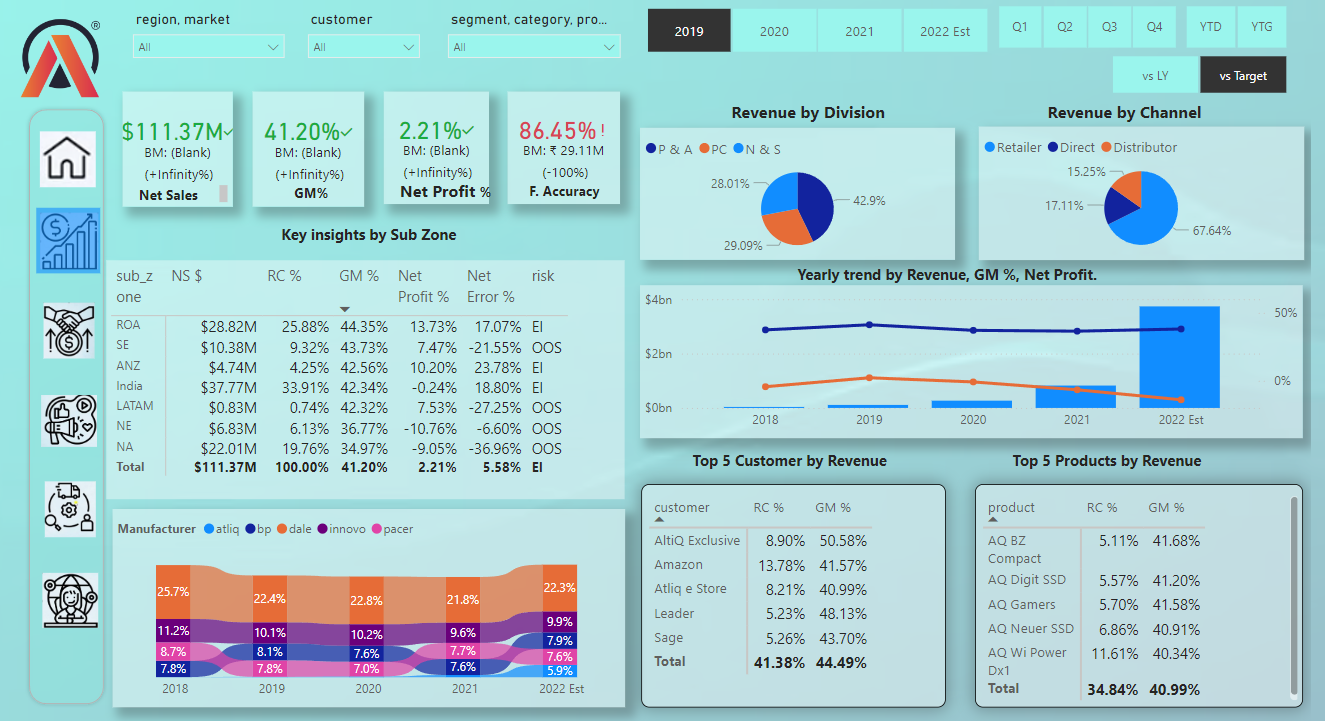 region, market
customer
segment, category, pro...
All
All
All
2019
2020
2021
2022 Est
Q1
Q2
Q3
Q4
YTD
YTG
vs LY
vs Target
®
$111.37M
BM: (Blank)
(+Infinity%)
Net Sales
41.20%
BM: (Blank)
(+Infinity%)
GM%
2.21%
BM: (Blank)
(+Infinity%)
Net Profit %
86.45% !
BM: ₹ 29.11M
(-100%)
F. Accuracy
Revenue by Division
P & A PC N & S
28.01%
42.9%
29.09%
Revenue by Channel
Retailer Direct Distributor
15.25%
17.11%
67.64%
Key insights by Sub Zone
sub_z
one
NS $
RC %
GM %
Net
Profit %
Net
Error %
risk
ROA $28.82M 25.88% 44.35% 13.73% 17.07% EI
SE $10.38M 9.32% 43.73% 7.47% -21.55% OOS
ANZ $4.74M 4.25% 42.56% 10.20% 23.78% EI
India $37.77M 33.91% 42.34% -0.24% 18.80% EI
LATAM $0.83M 0.74% 42.32% 7.53% -27.25% OOS
NE $6.83M 6.13% 36.77% -10.76% -6.60% OOS
NA $22.01M 19.76% 34.97% -9.05% -36.96% OOS
Total $111.37M 100.00% 41.20% 2.21% 5.58% EI
Yearly trend by Revenue, GM %, Net Profit.
$4bn
$2bn
$0bn
50%
0%
2018 2019 2020 2021 2022 Est
Manufacturer atliq bp dale innovo pacer
25.7% 22.4% 22.8% 21.8% 22.3%
11.2% 10.1% 10.2% 9.6% 9.9%
8.7% 8.1% 7.6% 7.7% 7.9%
7.8% 7.8% 7.0% 7.6% 7.6%
5.9%
2018 2019 2020 2021 2022 Est
Top 5 Customer by Revenue
customer RC % GM %
AltiQ Exclusive 8.90% 50.58%
Amazon 13.78% 41.57%
Atliq e Store 8.21% 40.99%
Leader 5.23% 48.13%
Sage 5.26% 43.70%
Total 41.38% 44.49%
Top 5 Products by Revenue
product RC % GM %
AQ BZ
Compact
5.11% 41.68%
AQ Digit SSD 5.57% 41.20%
AQ Gamers 5.70% 41.58%
AQ Neuer SSD 6.86% 40.91%
AQ Wi Power
Dx1
11.61% 40.34%
Total 34.84% 40.99%